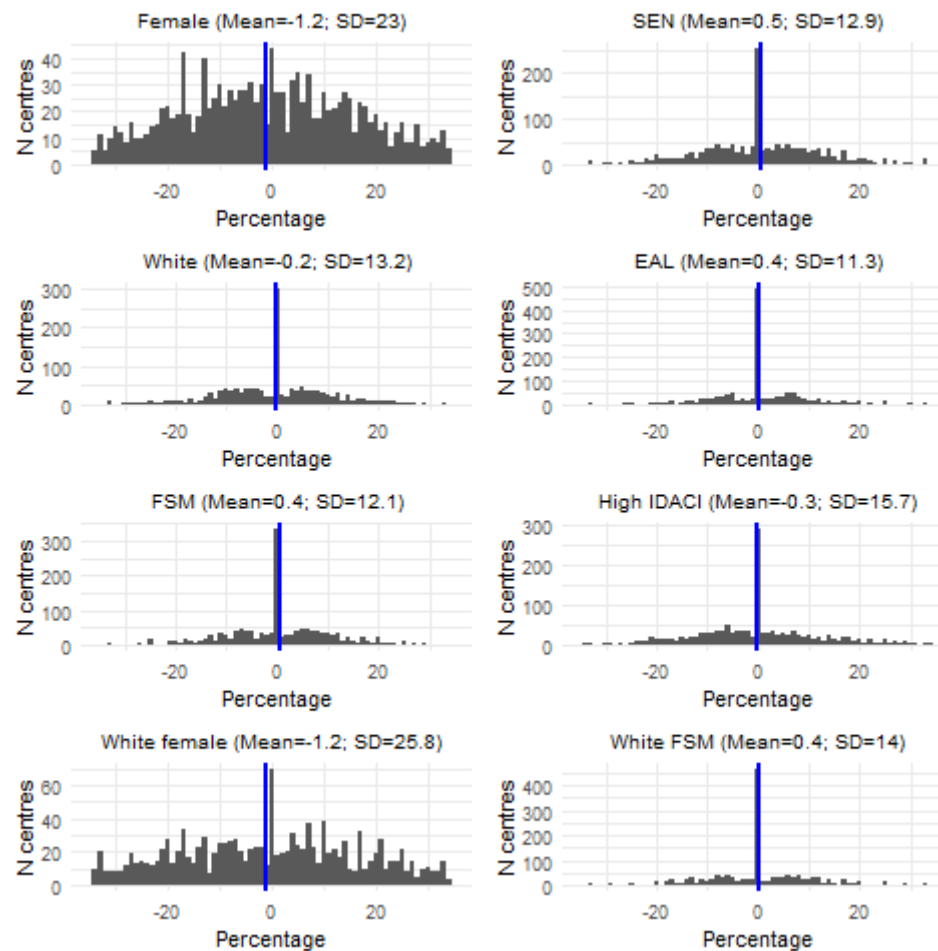 Female (Mean=-1.2; SD=23)
N centres
40
30
20
10
0
-20 0 20
Percentage
SEN (Mean=0.5; SD=12.9)
N centres
200
100
0
-20 0 20
Percentage
White (Mean=-0.2; SD=13.2)
N centres
300
200
100
0
-20 0 20
Percentage
EAL (Mean=0.4; SD=11.3)
N centres
500
400
300
200
100
0
-20 0 20
Percentage
FSM (Mean=0.4; SD=12.1)
N centres
300
200
100
0
-20 0 20
Percentage
High IDACI (Mean=-0.3; SD=15.7)
N centres
300
200
100
0
-20 0 20
Percentage
White female (Mean=-1.2; SD=25.8)
N centres
60
40
20
0
-20 0 20
Percentage
White FSM (Mean=0.4; SD=14)
N centres
400
300
200
100
0
-20 0 20
Percentage